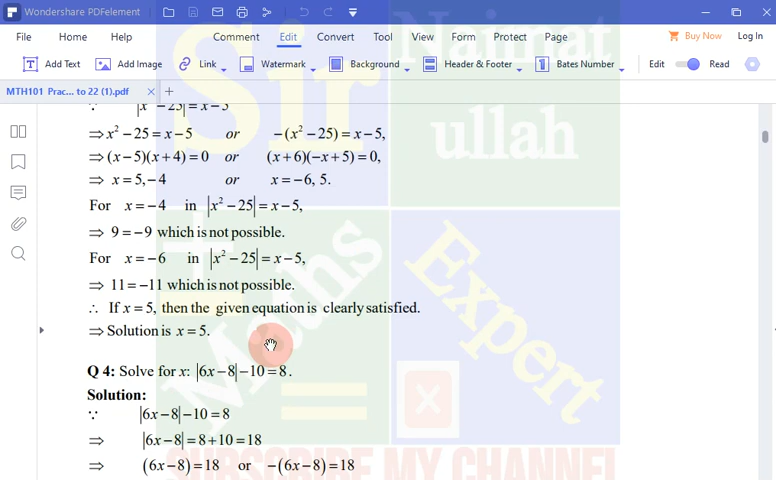 Wondershare PDFelement
File Home Help Comment Edit Convert Tool View Form Protect Page Buy Now Log In
Add Text Add Image Link Watermark Background Header & Footer Bates Number Edit Read
MTH101 Prac... to 22 (1).pdf
Sir Naimat ullah
Maths Expert
∵ |x² − 25| = x − 5
⇒ x² − 25 = x − 5 or −(x² − 25) = x − 5,
⇒ (x − 5)(x + 4) = 0 or (x + 6)(−x + 5) = 0,
⇒ x = 5, −4 or x = −6, 5.
For x = −4 in |x² − 25| = x − 5,
⇒ 9 = −9 which is not possible.
For x = −6 in |x² − 25| = x − 5,
⇒ 11 = −11 which is not possible.
∴ If x = 5, then the given equation is clearly satisfied.
⇒ Solution is x = 5.
Q 4: Solve for x: |6x − 8| − 10 = 8.
Solution:
∵ |6x − 8| − 10 = 8
⇒ |6x − 8| = 8 + 10 = 18
⇒ (6x − 8) = 18 or −(6x − 8) = 18
SUBSCRIBE MY CHANNEL